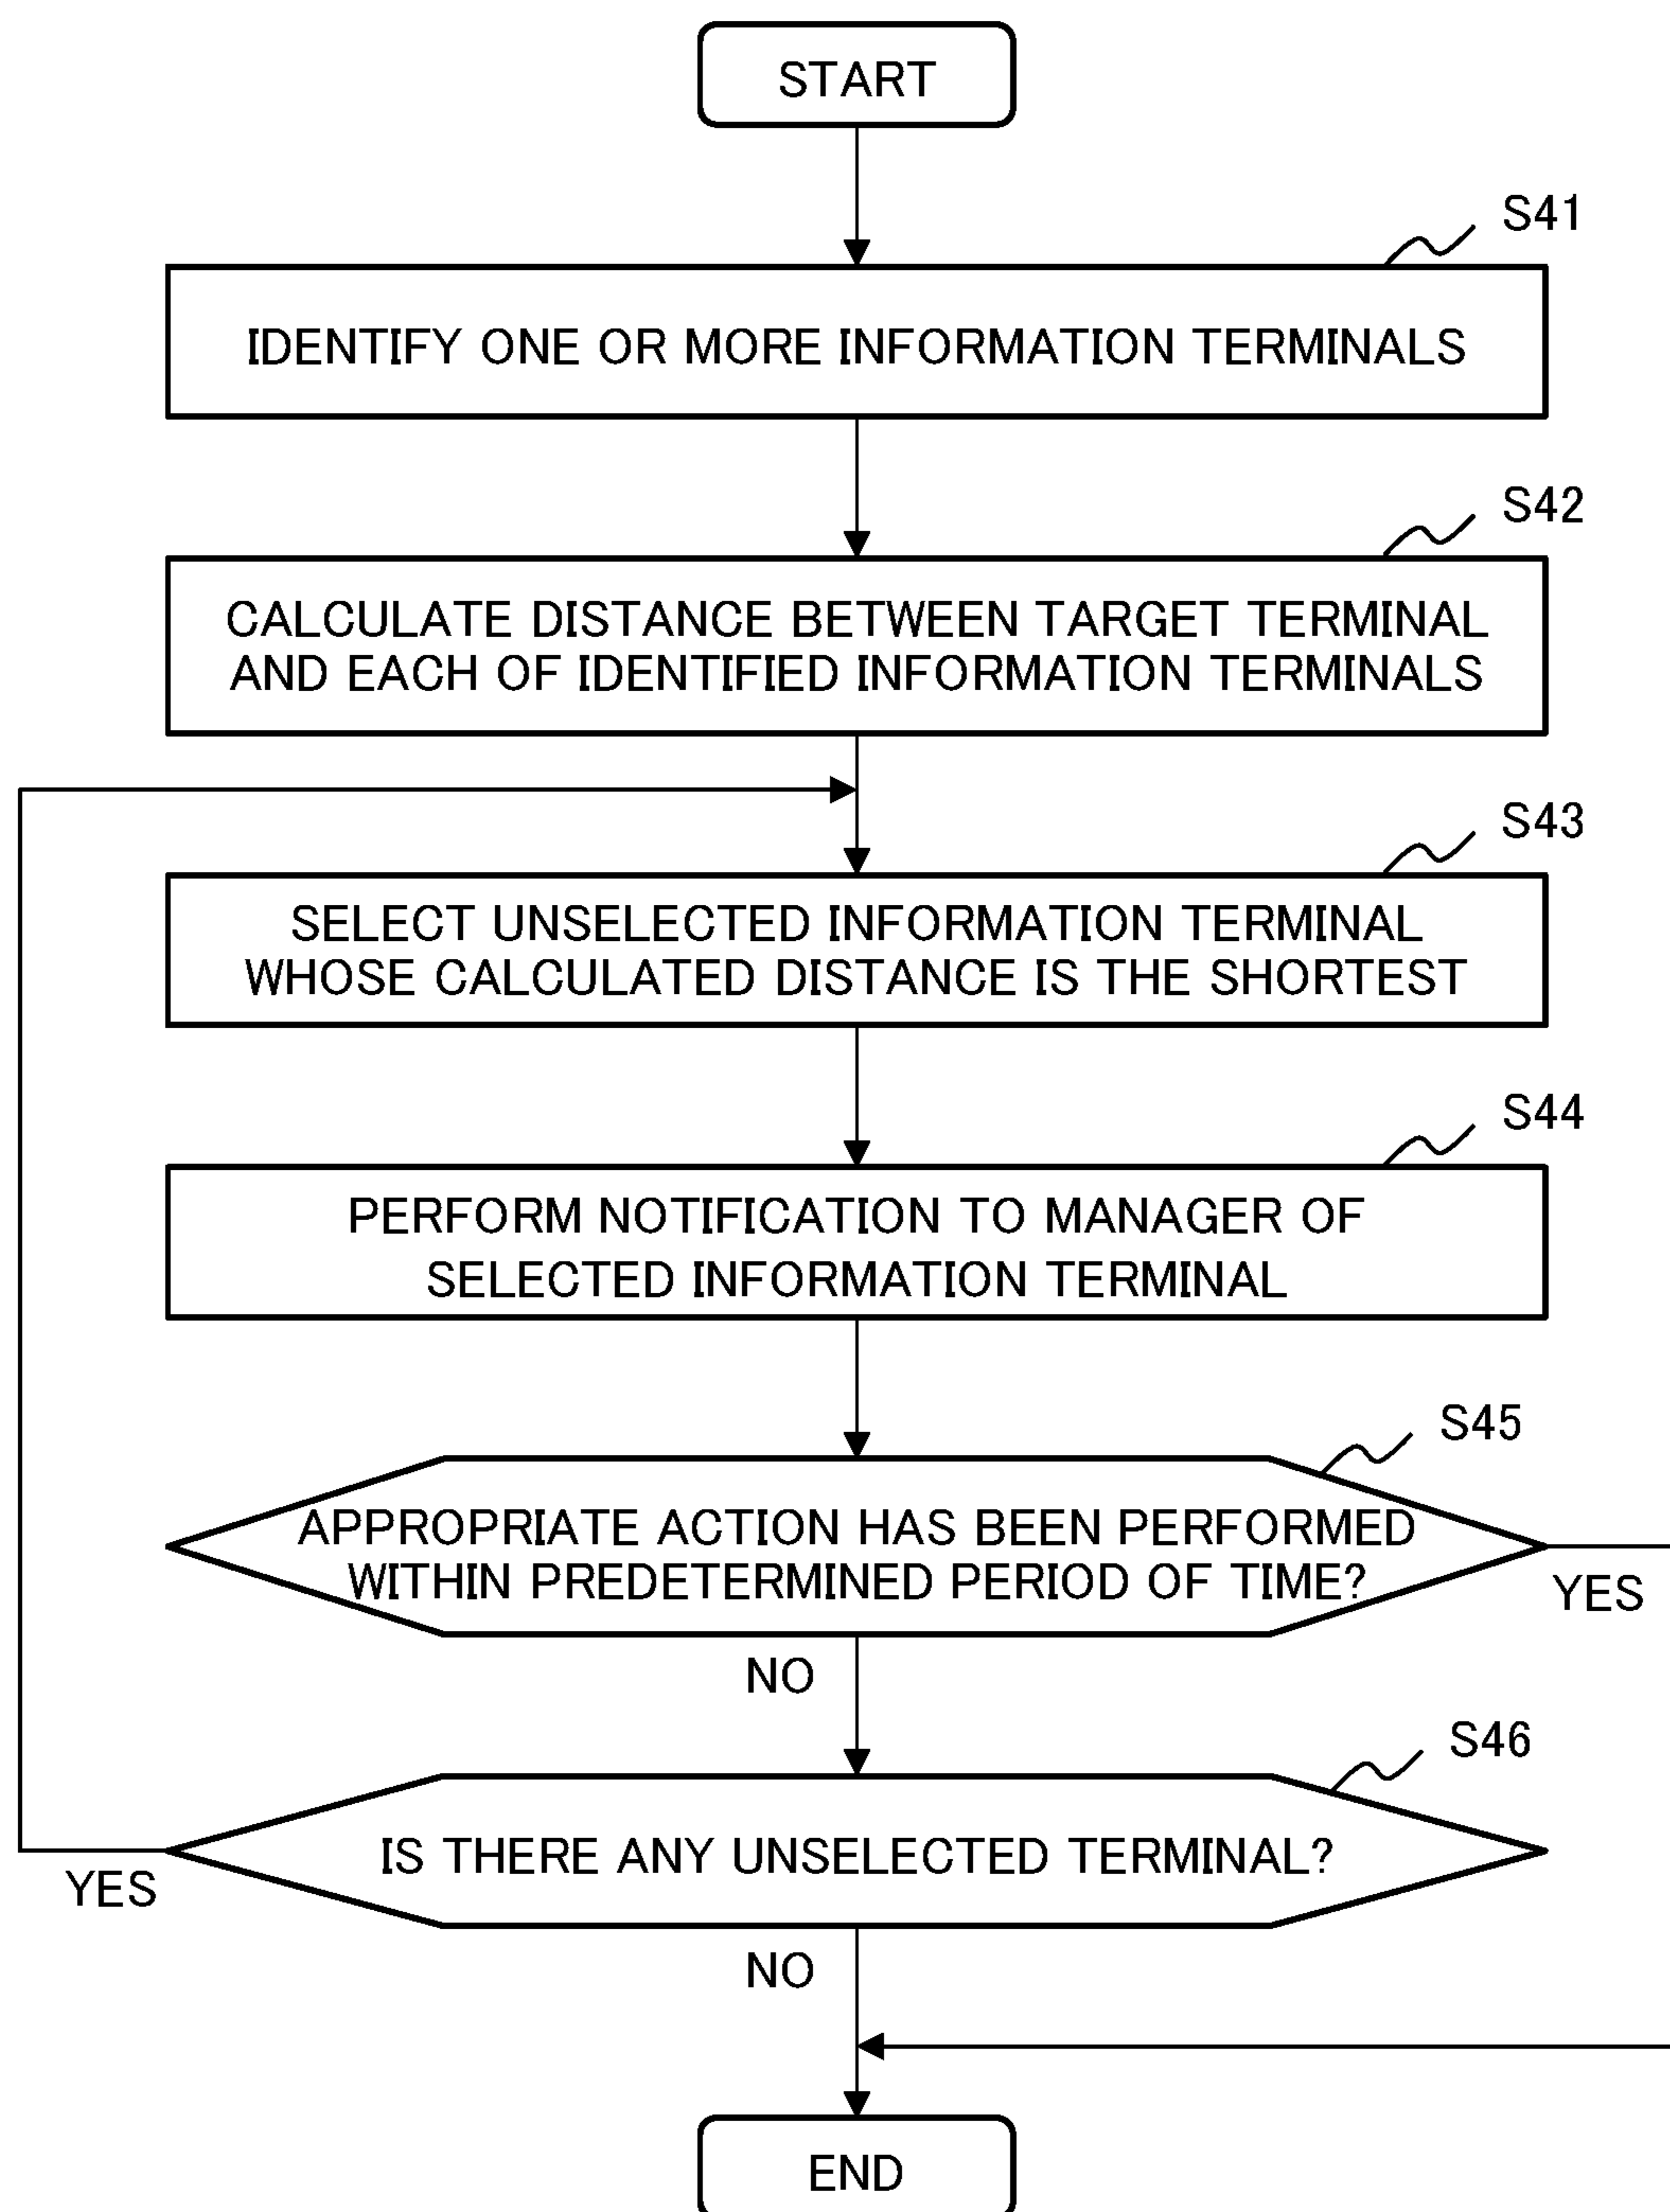 START
S41
IDENTIFY ONE OR MORE INFORMATION TERMINALS
S42
CALCULATE DISTANCE BETWEEN TARGET TERMINAL
AND EACH OF IDENTIFIED INFORMATION TERMINALS
S43
SELECT UNSELECTED INFORMATION TERMINAL
WHOSE CALCULATED DISTANCE IS THE SHORTEST
S44
PERFORM NOTIFICATION TO MANAGER OF
SELECTED INFORMATION TERMINAL
S45
APPROPRIATE ACTION HAS BEEN PERFORMED
WITHIN PREDETERMINED PERIOD OF TIME?
YES
NO
S46
IS THERE ANY UNSELECTED TERMINAL?
YES
NO
END